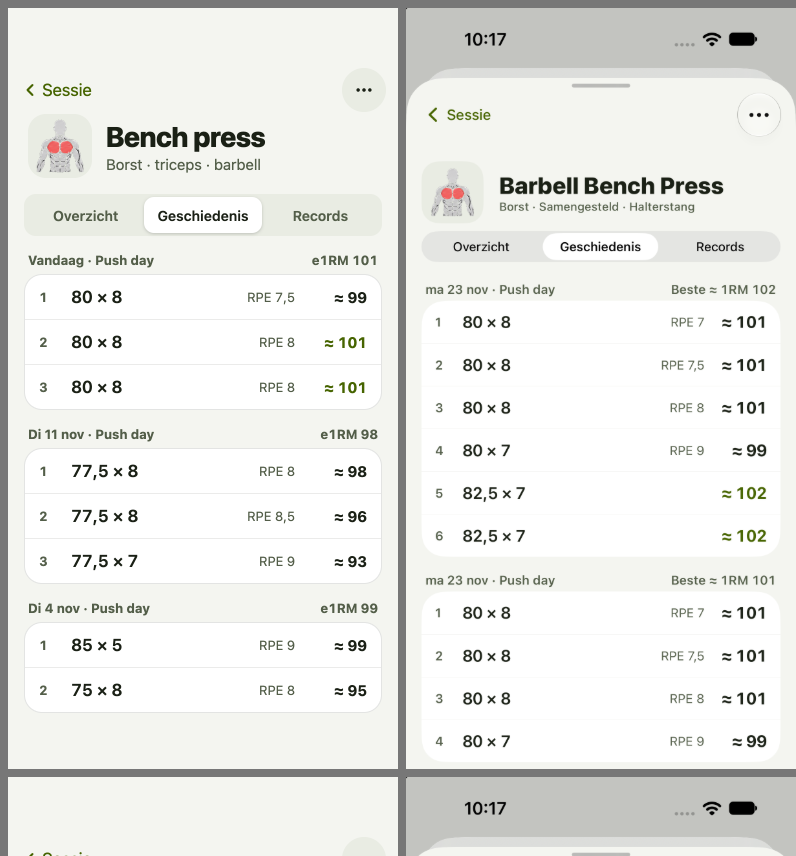 Sessie
Bench press
Borst · triceps · barbell
Overzicht Geschiedenis Records
Vandaag · Push day e1RM 101
1 80 × 8 RPE 7,5 ≈ 99
2 80 × 8 RPE 8 ≈ 101
3 80 × 8 RPE 8 ≈ 101
Di 11 nov · Push day e1RM 98
1 77,5 × 8 RPE 8 ≈ 98
2 77,5 × 8 RPE 8,5 ≈ 96
3 77,5 × 7 RPE 9 ≈ 93
Di 4 nov · Push day e1RM 99
1 85 × 5 RPE 9 ≈ 99
2 75 × 8 RPE 8 ≈ 95
10:17
Sessie
Barbell Bench Press
Borst · Samengesteld · Halterstang
Overzicht Geschiedenis Records
ma 23 nov · Push day Beste ≈ 1RM 102
1 80 × 8 RPE 7 ≈ 101
2 80 × 8 RPE 7,5 ≈ 101
3 80 × 8 RPE 8 ≈ 101
4 80 × 7 RPE 9 ≈ 99
5 82,5 × 7 ≈ 102
6 82,5 × 7 ≈ 102
ma 23 nov · Push day Beste ≈ 1RM 101
1 80 × 8 RPE 7 ≈ 101
2 80 × 8 RPE 7,5 ≈ 101
3 80 × 8 RPE 8 ≈ 101
4 80 × 7 RPE 9 ≈ 99
10:17